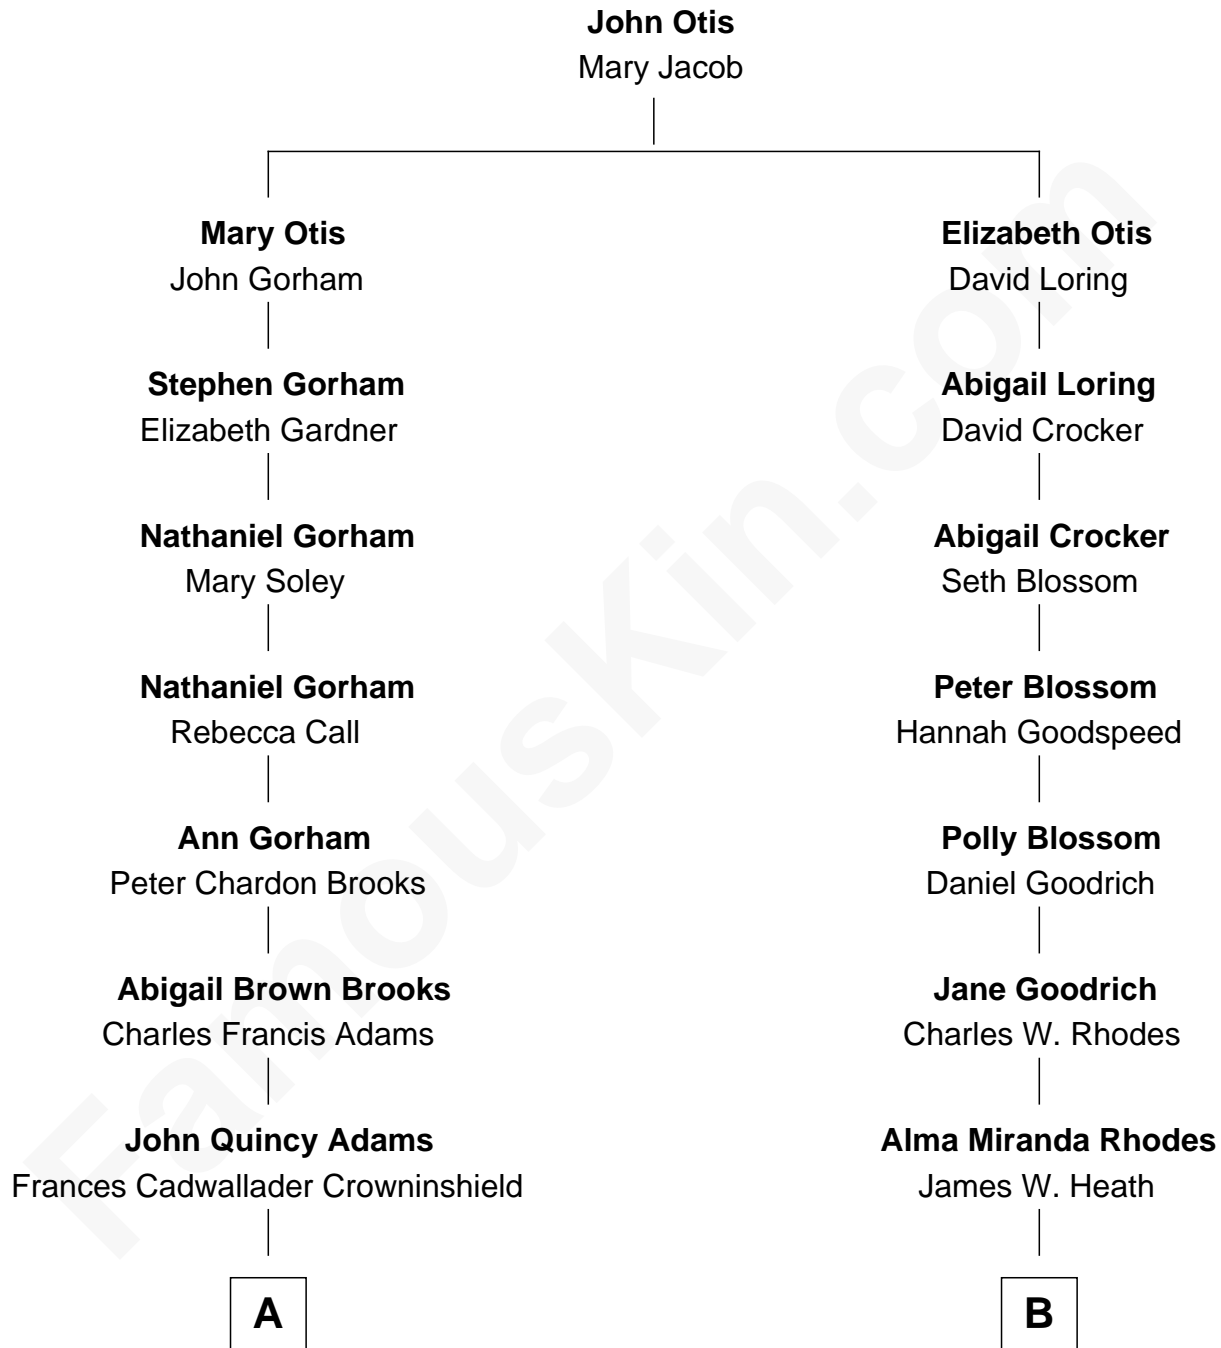 John Otis
Mary Jacob
Mary Otis
John Gorham
Elizabeth Otis
David Loring
Stephen Gorham
Elizabeth Gardner
Abigail Loring
David Crocker
Nathaniel Gorham
Mary Soley
Abigail Crocker
Seth Blossom
Nathaniel Gorham
Rebecca Call
Peter Blossom
Hannah Goodspeed
Ann Gorham
Peter Chardon Brooks
Polly Blossom
Daniel Goodrich
Abigail Brown Brooks
Charles Francis Adams
Jane Goodrich
Charles W. Rhodes
John Quincy Adams
Frances Cadwallader Crowninshield
Alma Miranda Rhodes
James W. Heath
A
B
FamousKin.com